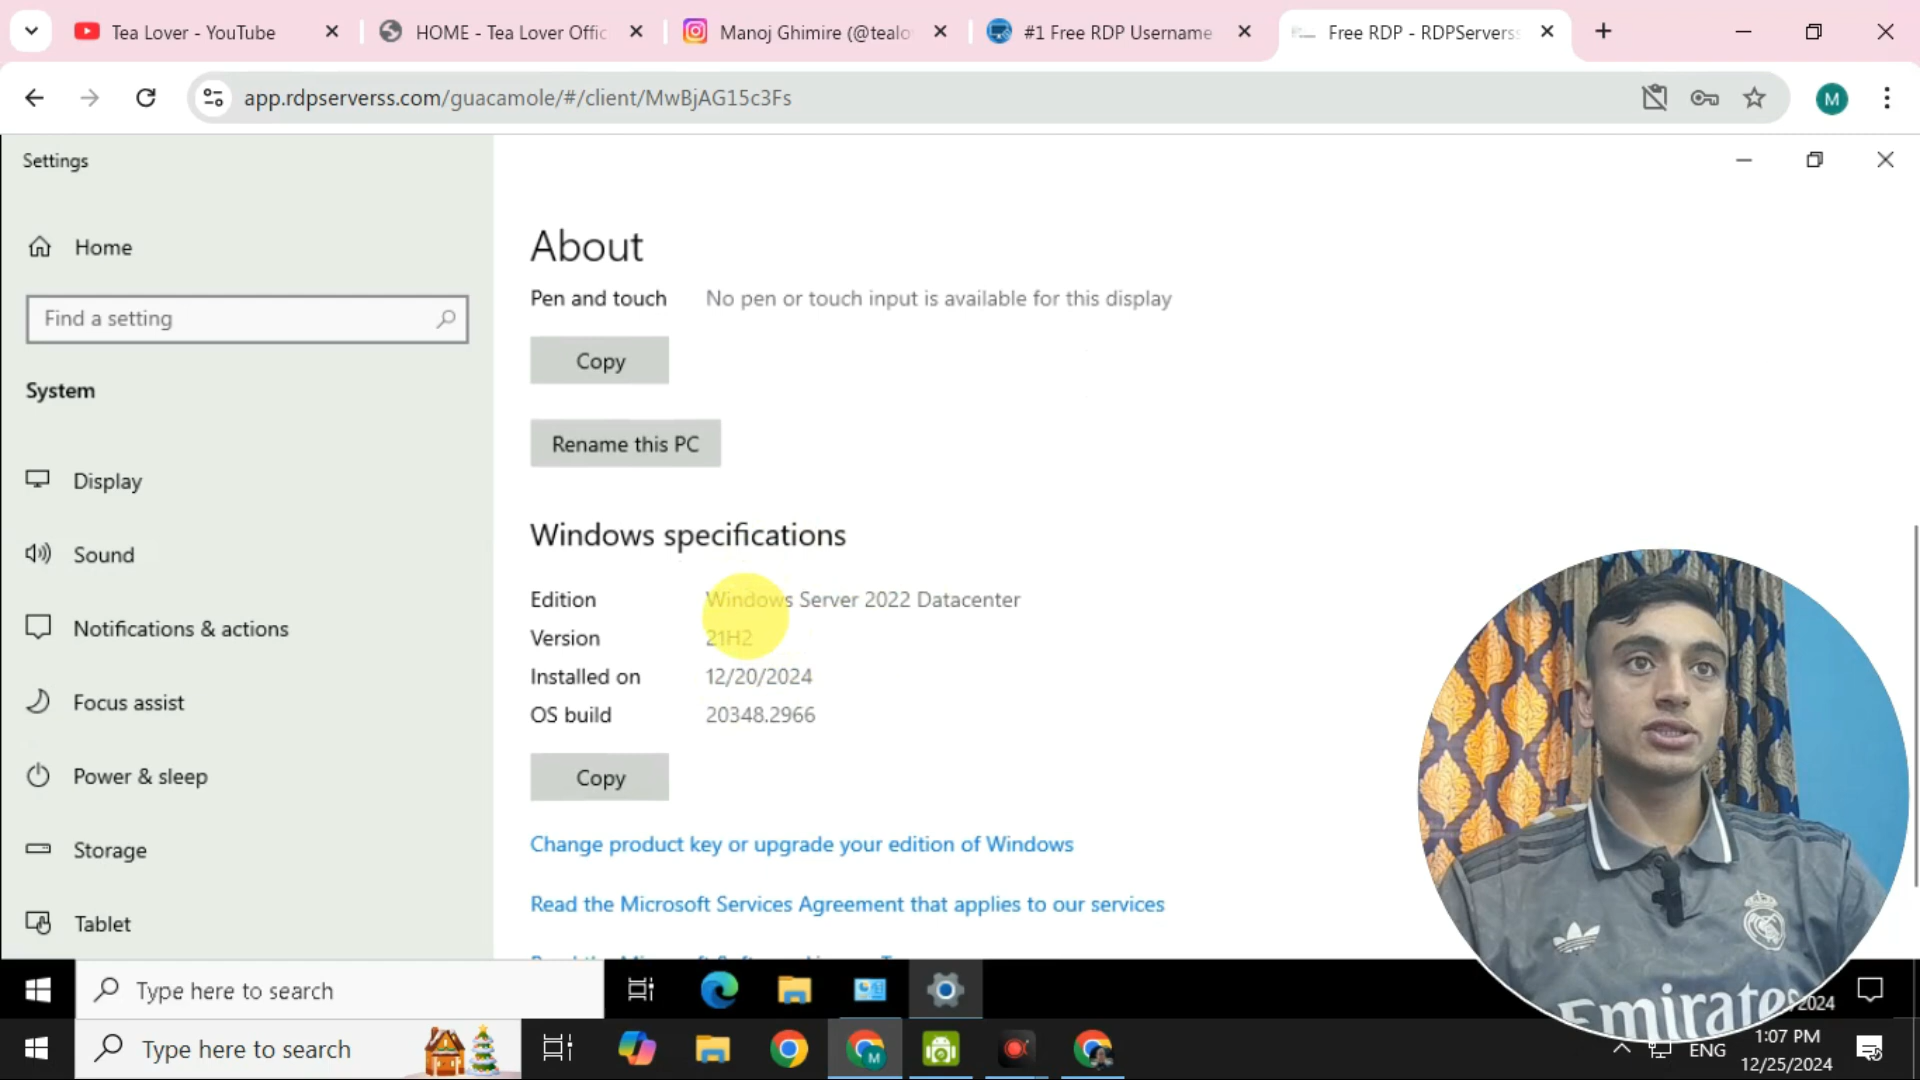 Tea Lover - YouTube
HOME - Tea Lover Offic
Manoj Ghimire (@tealo
#1 Free RDP Username
Free RDP - RDPServerss
app.rdpserverss.com/guacamole/#/client/MwBjAG15c3Fs
M
Settings
Home
Find a setting
System
Display
Sound
Notifications & actions
Focus assist
Power & sleep
Storage
Tablet
About
Pen and touch No pen or touch input is available for this display
Copy
Rename this PC
Windows specifications
Edition Windows Server 2022 Datacenter
Version 21H2
Installed on 12/20/2024
OS build 20348.2966
Copy
Change product key or upgrade your edition of Windows
Read the Microsoft Services Agreement that applies to our services
Emirates
Type here to search
2024
Type here to search
M
ENG
1:07 PM
12/25/2024